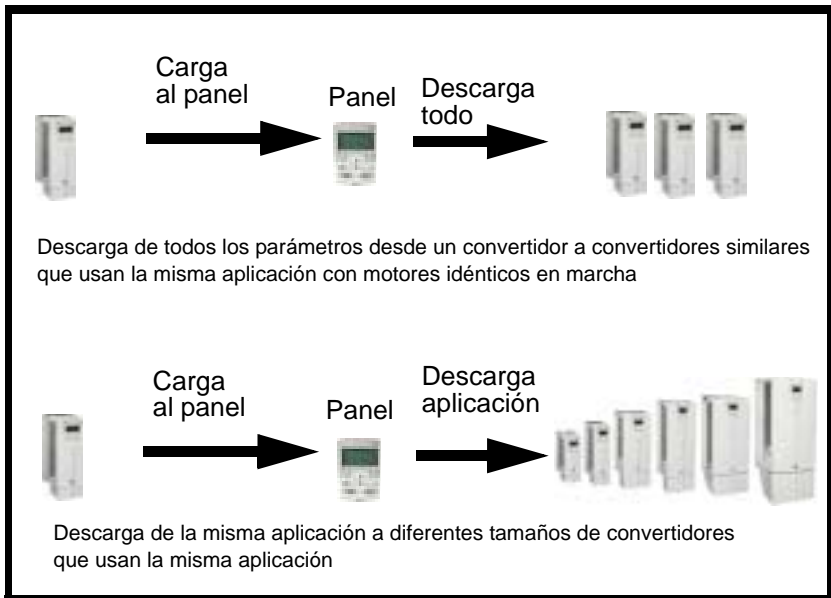 Carga
al panel
Panel
Descarga
todo
Descarga de todos los parámetros desde un convertidor a convertidores similares
que usan la misma aplicación con motores idénticos en marcha
Carga
al panel
Panel
Descarga
aplicación
Descarga de la misma aplicación a diferentes tamaños de convertidores
que usan la misma aplicación